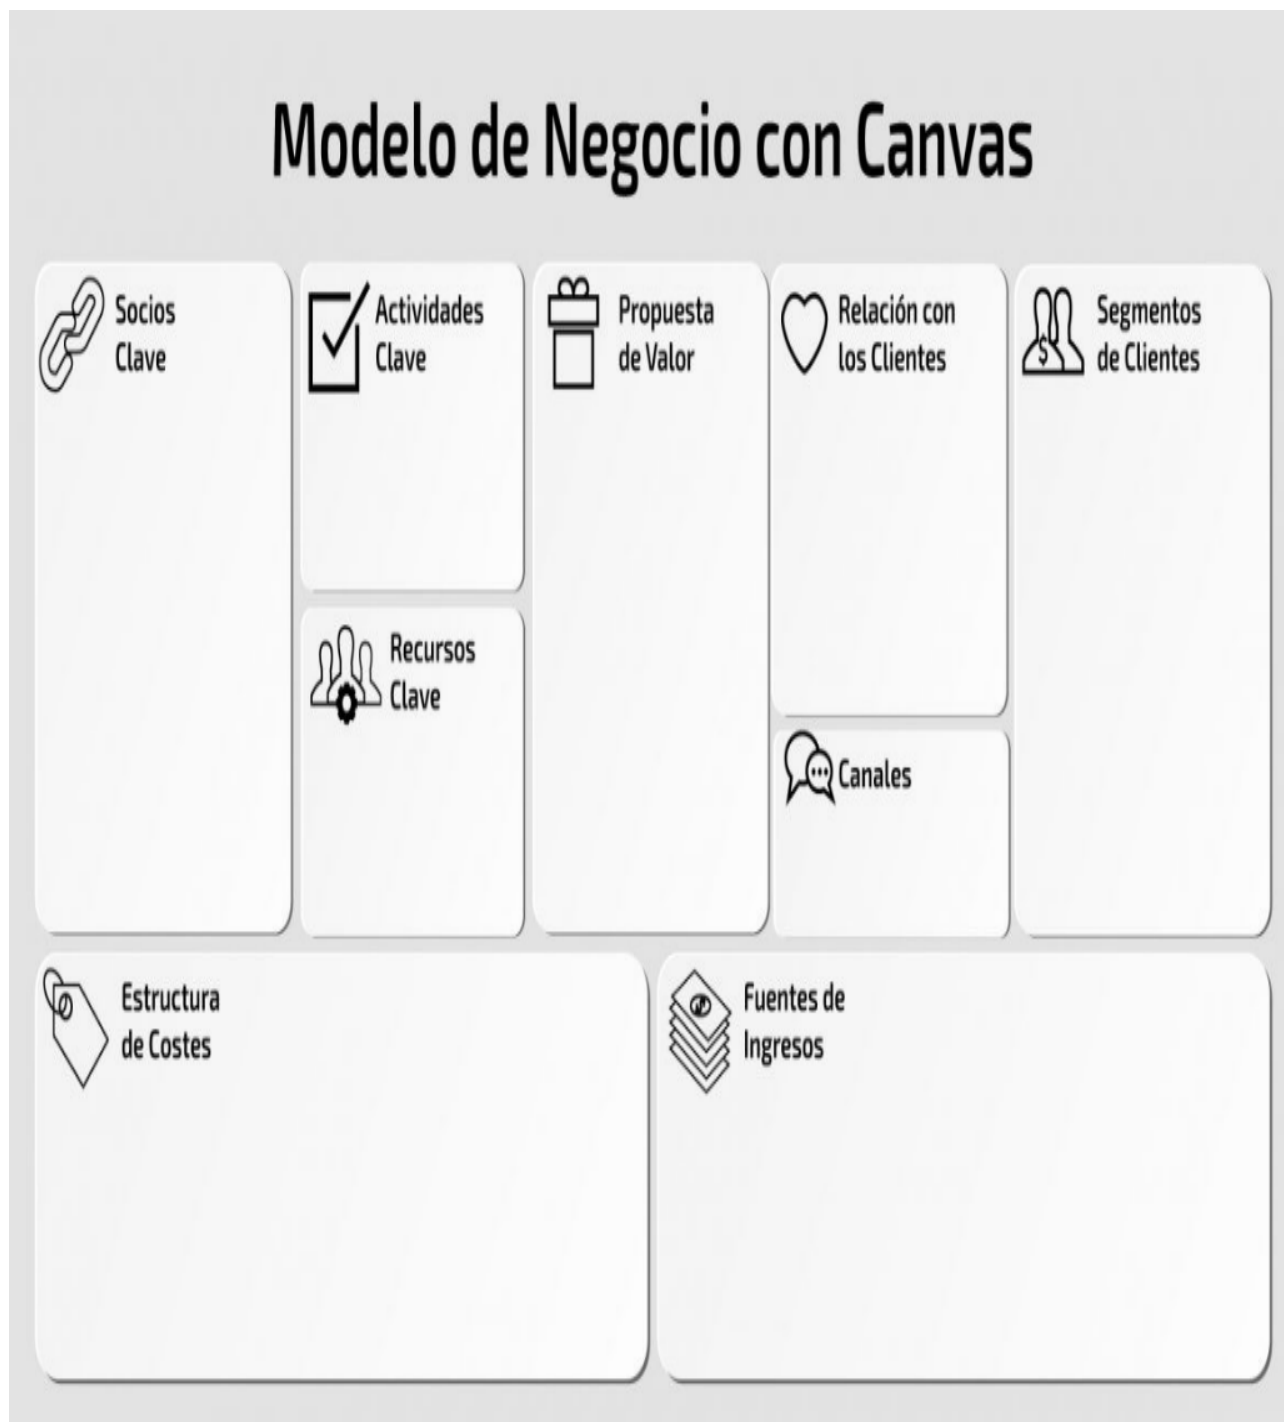 Modelo de Negocio con Canvas
Socios
Clave
Actividades
Clave
Recursos
Clave
Propuesta
de Valor
Relación con
los Clientes
Canales
Segmentos
de Clientes
Estructura
de Costes
Fuentes de
Ingresos